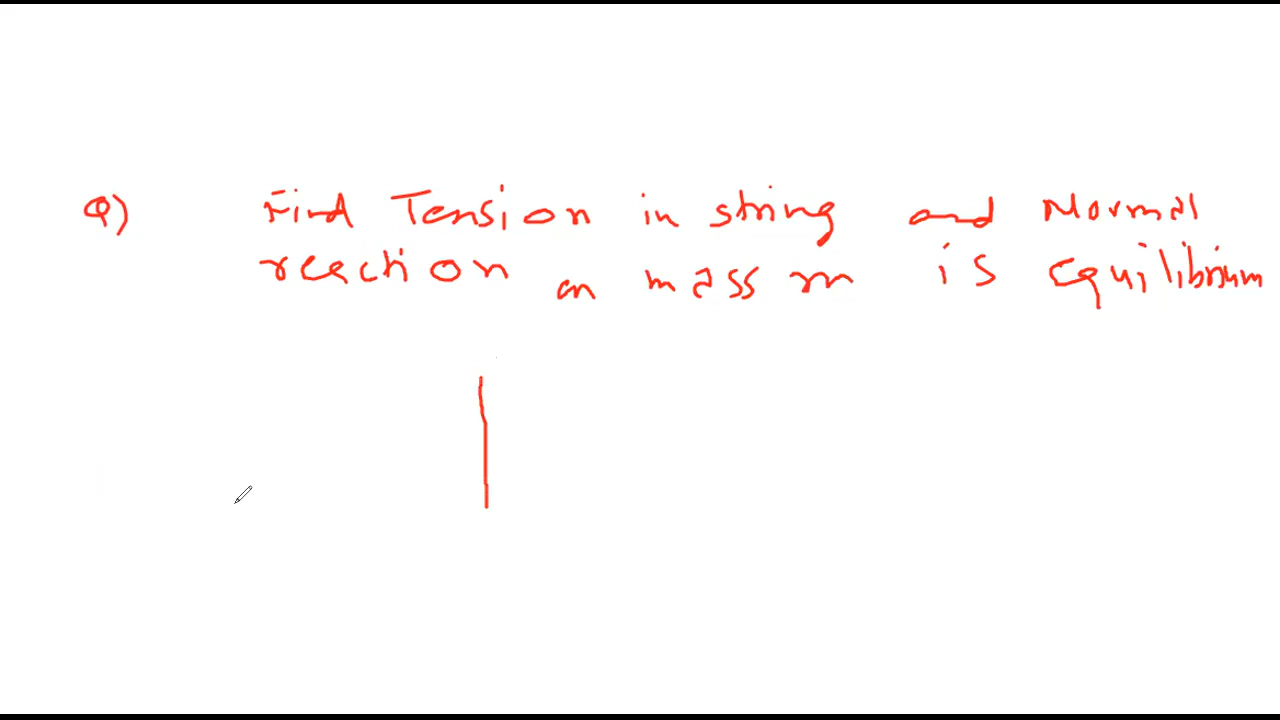 Q) Find Tension in string and Normal
reaction on mass m is equilibrium